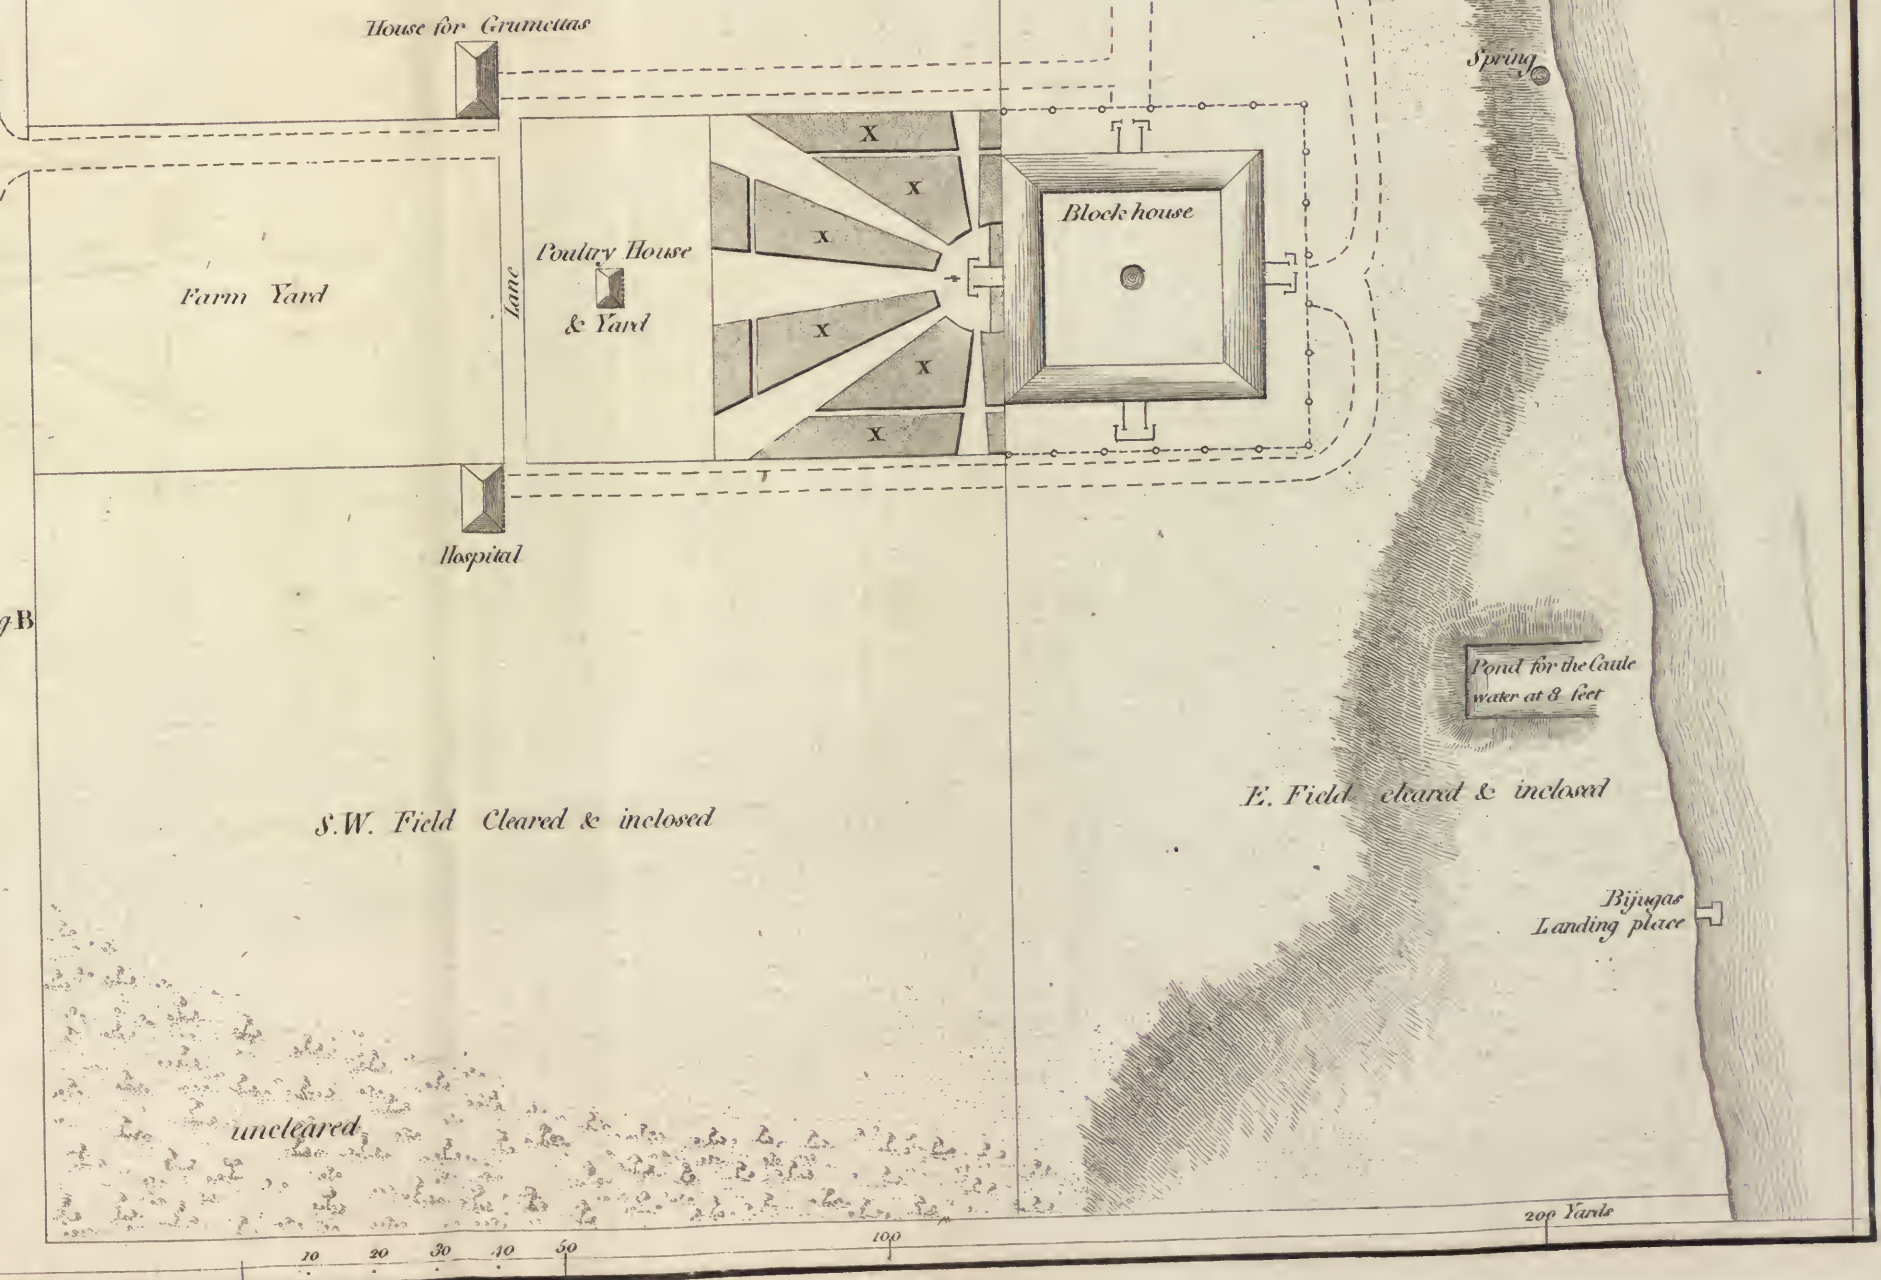 House for Grumettas
Spring
X
X
X
Block house
Poultry House
& Yard
Lane
Farm Yard
X
X
X
Hospital
g B
Pond for the Cattle
water at 8 feet
E. Field cleared & inclosed
S.W. Field Cleared & inclosed
Bijugas
Landing place
uncleared
10 20 30 40 50 100 200 Yards